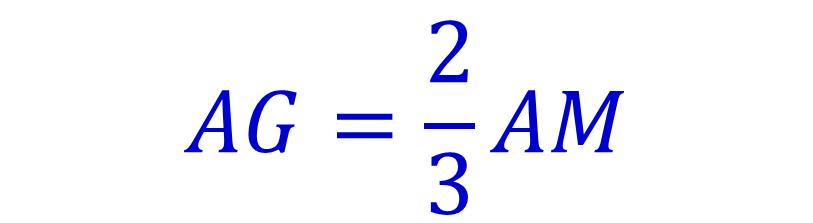 AG = 2/3 AM